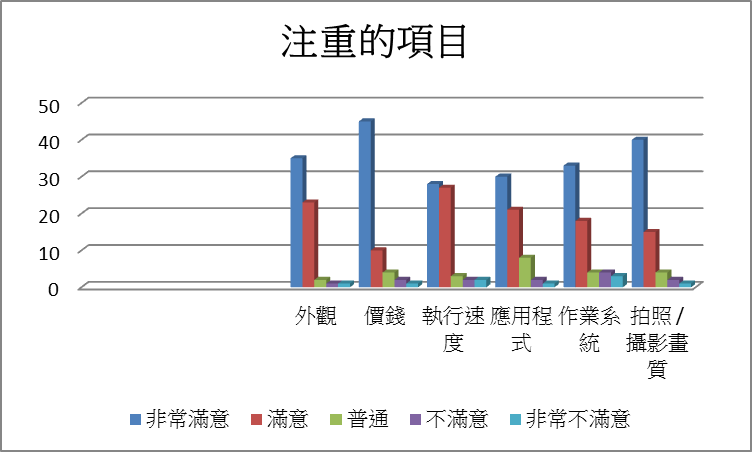 注重的項目
50
40
30
20
10
0
外觀
價錢
執行速
度
應用程
式
作業系
統
拍照 /
攝影畫
質
非常滿意 滿意 普通 不滿意 非常不滿意